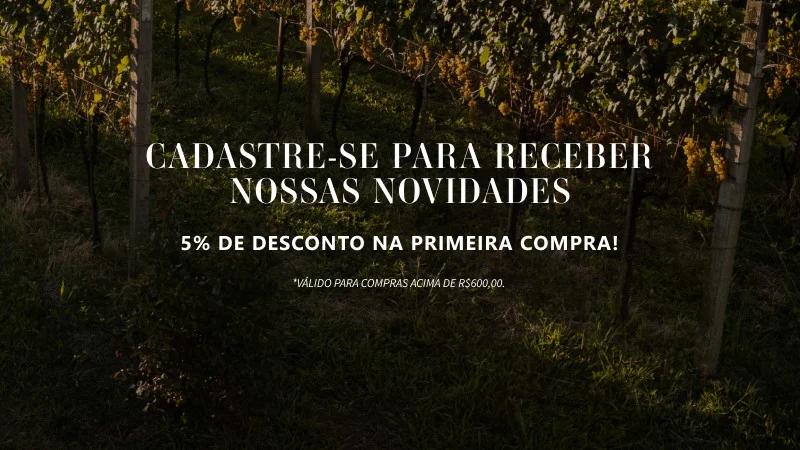 CADASTRE-SE PARA RECEBER
NOSSAS NOVIDADES
5% DE DESCONTO NA PRIMEIRA COMPRA!
*VÁLIDO PARA COMPRAS ACIMA DE R$600,00.